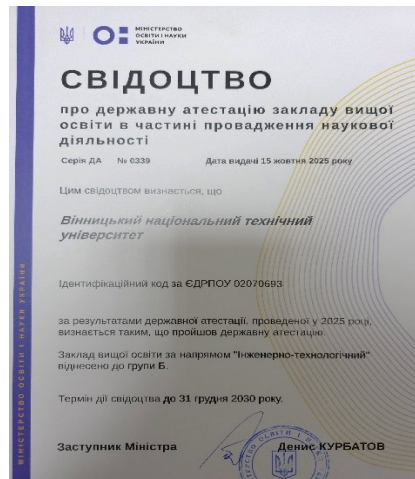 МІНІСТЕРСТВО
ОСВІТИ І НАУКИ
УКРАЇНИ
СВІДОЦТВО
про державну атестацію закладу вищої
освіти в частині провадження наукової
діяльності
Серія ДА № 0339 Дата видачі 15 жовтня 2025 року
Цим свідоцтвом визнається, що
Вінницький національний технічний
університет
Ідентифікаційний код за ЄДРПОУ 02070693
за результатами державної атестації, проведеної у 2025 році,
визнається таким, що пройшов державну атестацію.
Заклад вищої освіти за напрямом "Інженерно-технологічний"
віднесено до групи Б.
Термін дії свідоцтва до 31 грудня 2030 року.
Заступник Міністра Денис КУРБАТОВ
МІНІСТЕРСТВО ОСВІТИ І НАУКИ УКРАЇНИ